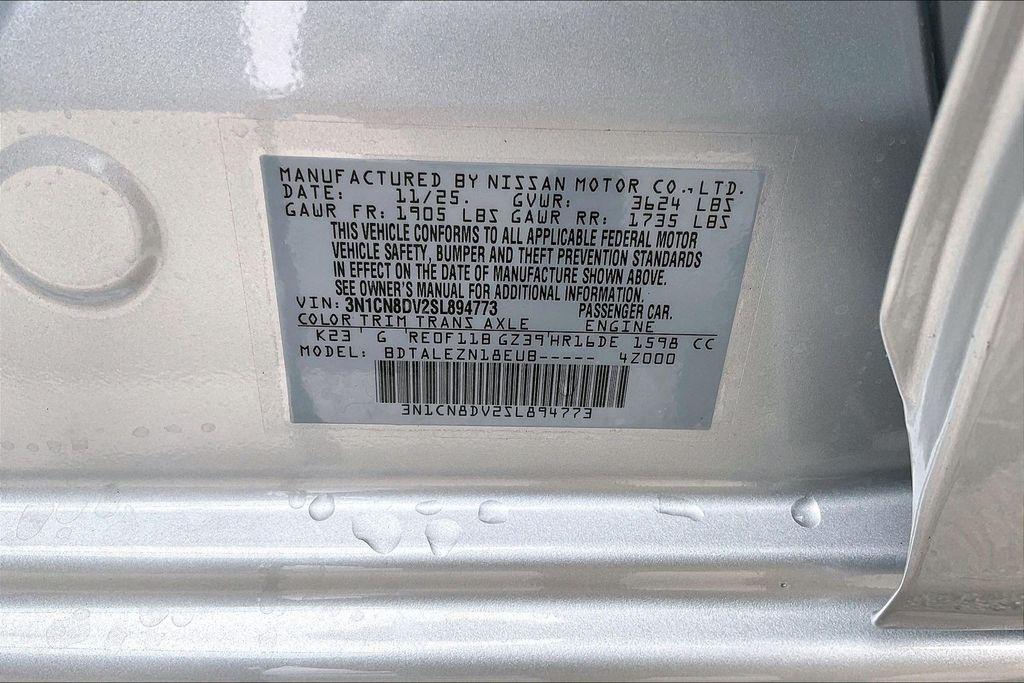 MANUFACTURED BY NISSAN MOTOR CO.,LTD.
DATE: 11/25. GVWR: 3624 LBS
GAWR FR: 1905 LBS GAWR RR: 1735 LBS
THIS VEHICLE CONFORMS TO ALL APPLICABLE FEDERAL MOTOR
VEHICLE SAFETY, BUMPER AND THEFT PREVENTION STANDARDS
IN EFFECT ON THE DATE OF MANUFACTURE SHOWN ABOVE.
SEE OWNER'S MANUAL FOR ADDITIONAL INFORMATION.
VIN: 3N1CN8DV2SL894773 PASSENGER CAR.
COLOR TRIM TRANS AXLE ENGINE
K23 G RE0F11B GZ39 HR16DE 1598 CC
MODEL: BDTALEZN18EUB----- 4Z000
3N1CN8DV2SL894773